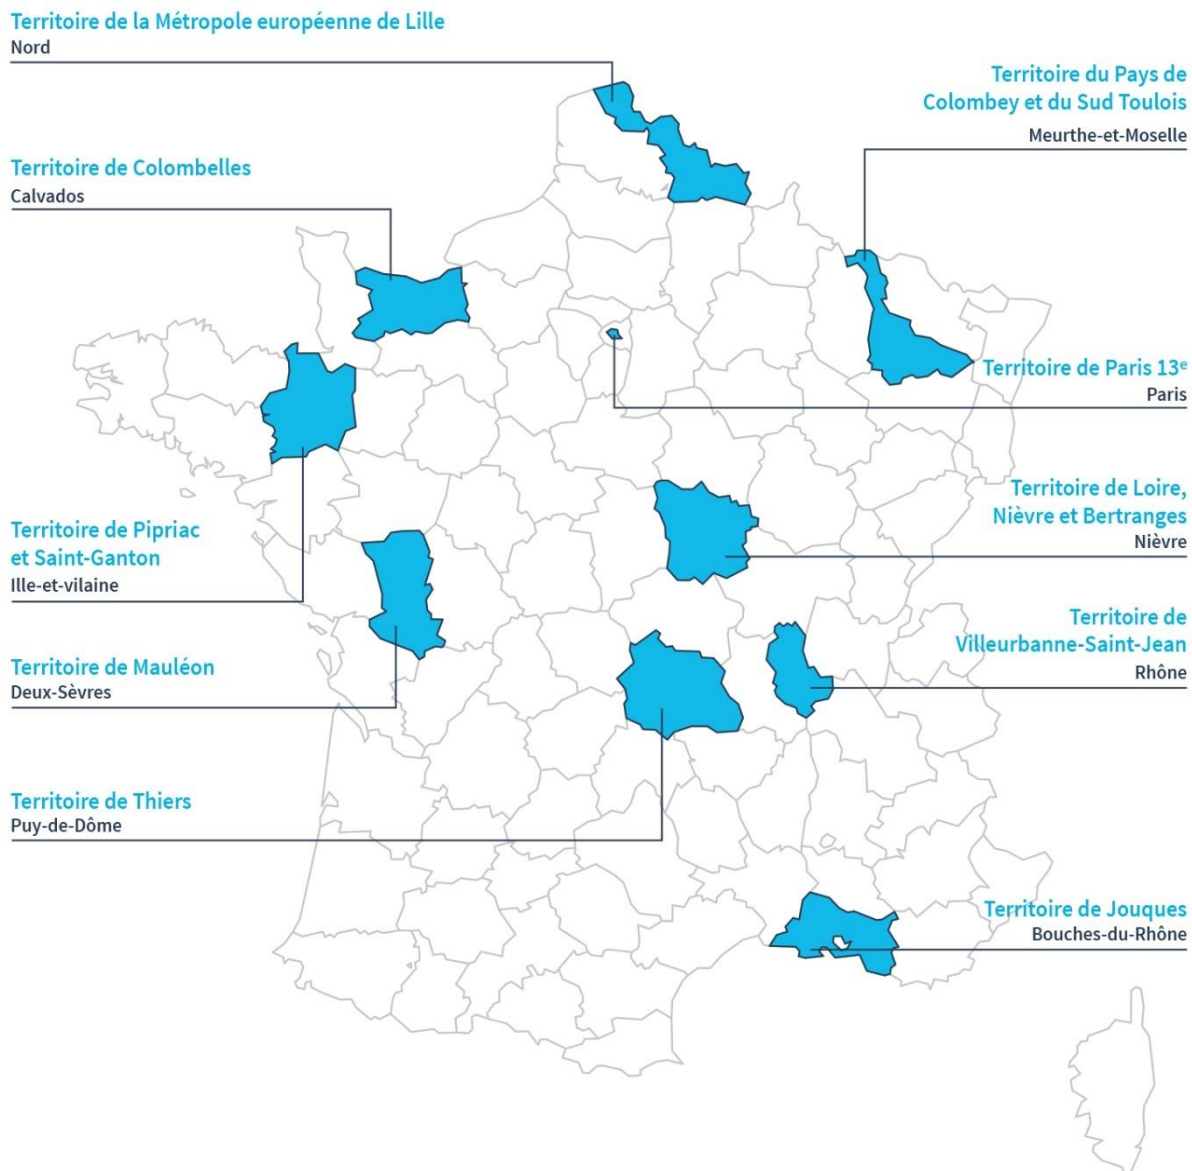 Territoire de la Métropole européenne de Lille
Nord
Territoire du Pays de
Colombey et du Sud Toulois
Meurthe-et-Moselle
Territoire de Colombelles
Calvados
Territoire de Paris 13ᵉ
Paris
Territoire de Loire,
Nièvre et Bertranges
Nièvre
Territoire de Pipriac
et Saint-Ganton
Ille-et-vilaine
Territoire de
Villeurbanne-Saint-Jean
Rhône
Territoire de Mauléon
Deux-Sèvres
Territoire de Thiers
Puy-de-Dôme
Territoire de Jouques
Bouches-du-Rhône